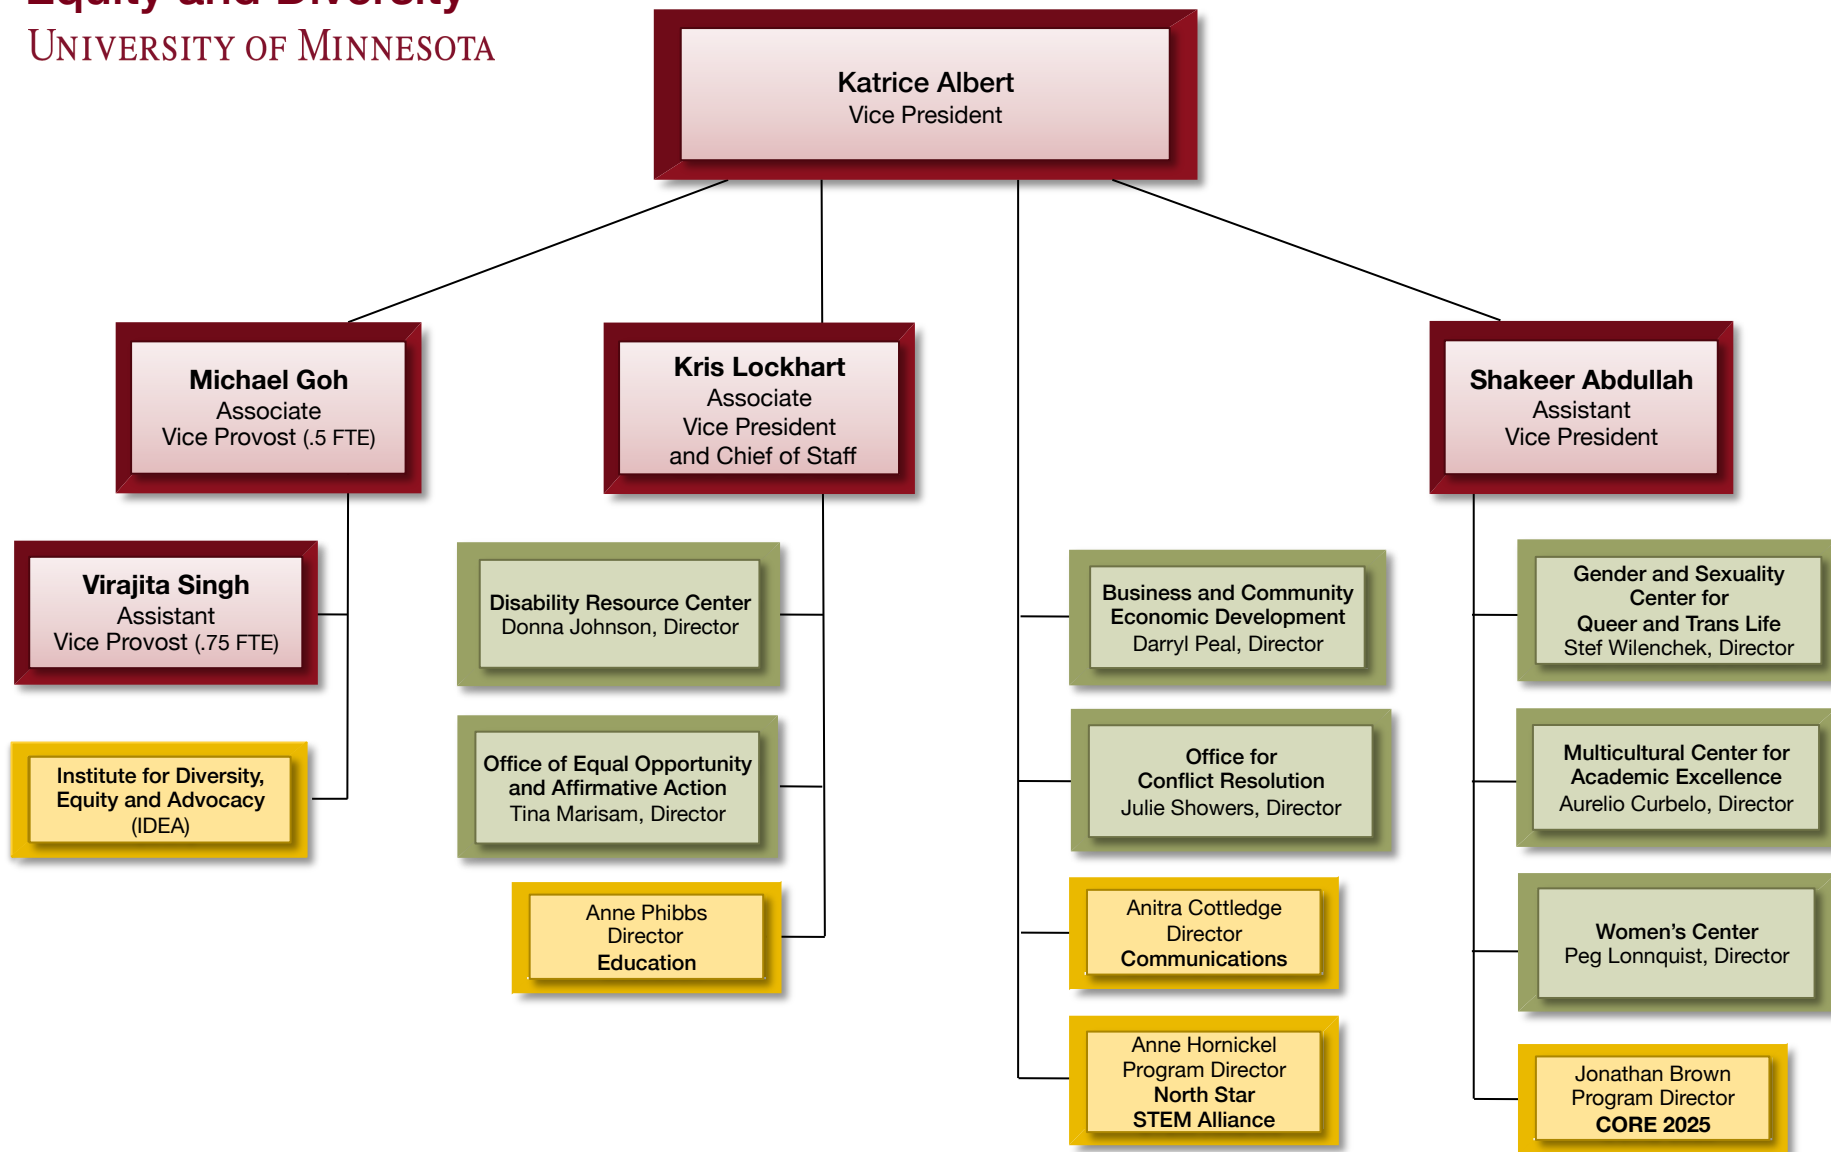 Equity and Diversity
UNIVERSITY OF MINNESOTA
Katrice Albert
Vice President
Michael Goh
Associate
Vice Provost (.5 FTE)
Kris Lockhart
Associate
Vice President
and Chief of Staff
Shakeer Abdullah
Assistant
Vice President
Virajita Singh
Assistant
Vice Provost (.75 FTE)
Institute for Diversity,
Equity and Advocacy
(IDEA)
Disability Resource Center
Donna Johnson, Director
Office of Equal Opportunity
and Affirmative Action
Tina Marisam, Director
Anne Phibbs
Director
Education
Business and Community
Economic Development
Darryl Peal, Director
Office for
Conflict Resolution
Julie Showers, Director
Anitra Cottledge
Director
Communications
Anne Hornickel
Program Director
North Star
STEM Alliance
Gender and Sexuality
Center for
Queer and Trans Life
Stef Wilenchek, Director
Multicultural Center for
Academic Excellence
Aurelio Curbelo, Director
Women's Center
Peg Lonnquist, Director
Jonathan Brown
Program Director
CORE 2025